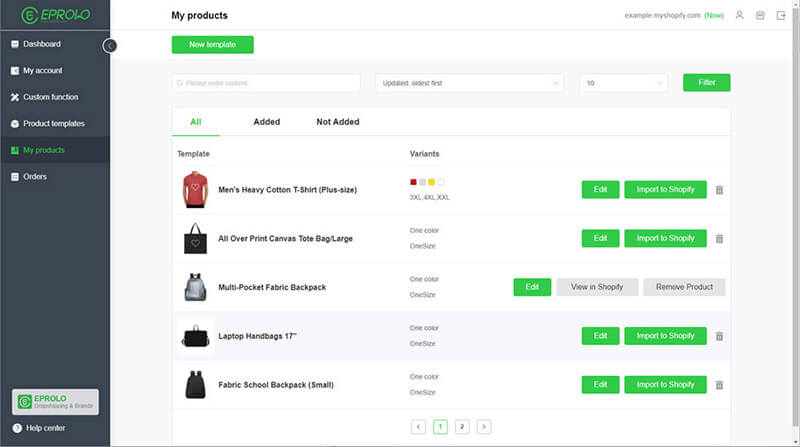 EPROLO
My products
example.myshopify.com (Now)
Dashboard
My account
Custom function
Product templates
My products
Orders
EPROLO
Dropshipping & Brande
Help center
New template
Please enter content
Updated: oldest first
10
Filter
All
Added
Not Added
Template
Variants
Men's Heavy Cotton T-Shirt (Plus-size)
3XL,4XL,XXL
Edit
Import to Shopify
All Over Print Canvas Tote Bag/Large
One color
OneSize
Edit
Import to Shopify
Multi-Pocket Fabric Backpack
One color
OneSize
Edit
View in Shopify
Remove Product
Laptop Handbags 17"
One color
OneSize
Edit
Import to Shopify
Fabric School Backpack (Small)
One color
OneSize
Edit
Import to Shopify
1
2